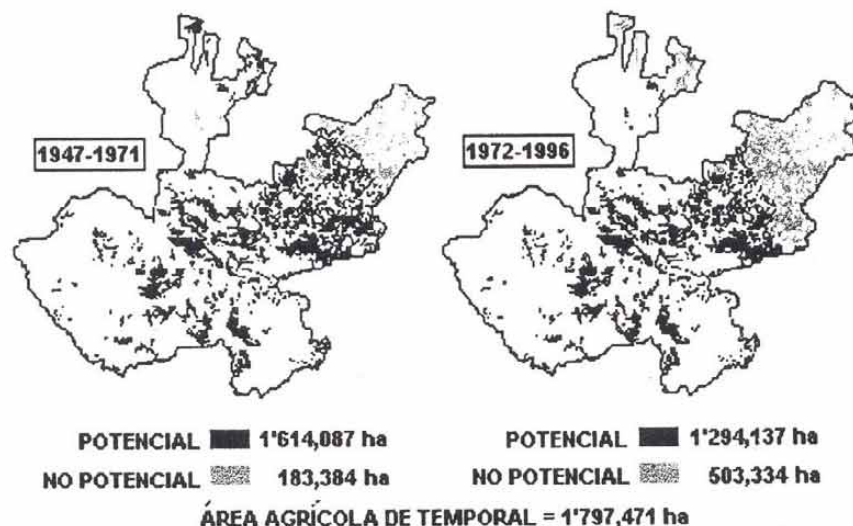 1947-1971
1972-1996
POTENCIAL 1'614,087 ha
NO POTENCIAL 183,384 ha
POTENCIAL 1'294,137 ha
NO POTENCIAL 503,334 ha
ÁREA AGRÍCOLA DE TEMPORAL = 1'797,471 ha